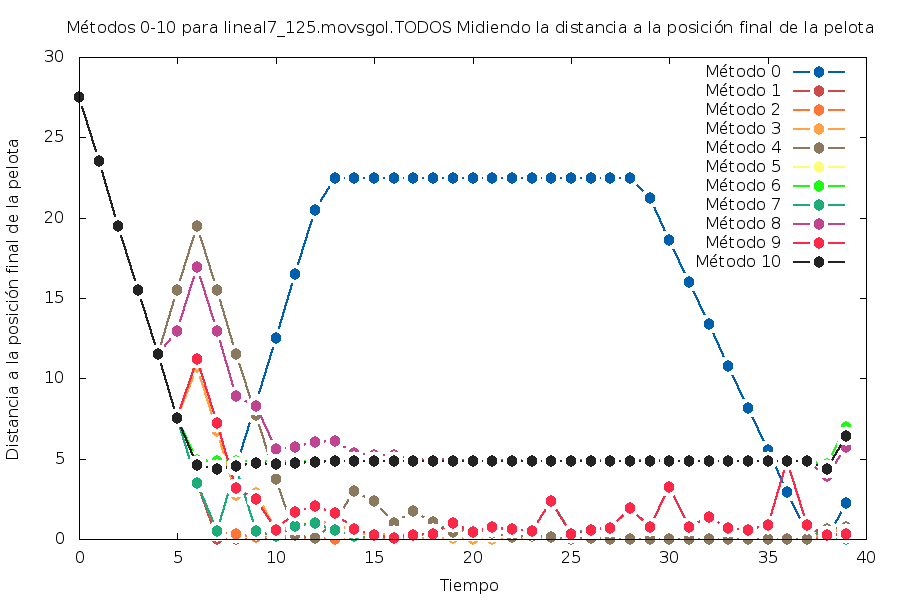 Métodos 0-10 para lineal7_125.movsgol.TODOS Midiendo la distancia a la posición final de la pelota
30
25
20
15
10
5
0
Distancia a la posición final de la pelota
Método 0
Método 1
Método 2
Método 3
Método 4
Método 5
Método 6
Método 7
Método 8
Método 9
Método 10
0 5 10 15 20 25 30 35 40
Tiempo